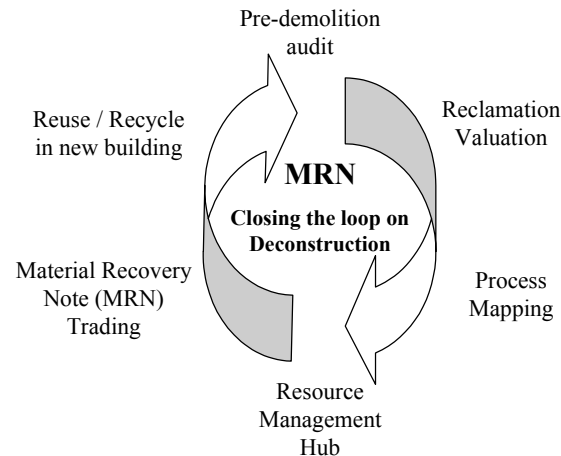 Pre-demolition
audit
Reclamation
Valuation
Process
Mapping
Resource
Management
Hub
Material Recovery
Note (MRN)
Trading
Reuse / Recycle
in new building
MRN
Closing the loop on
Deconstruction